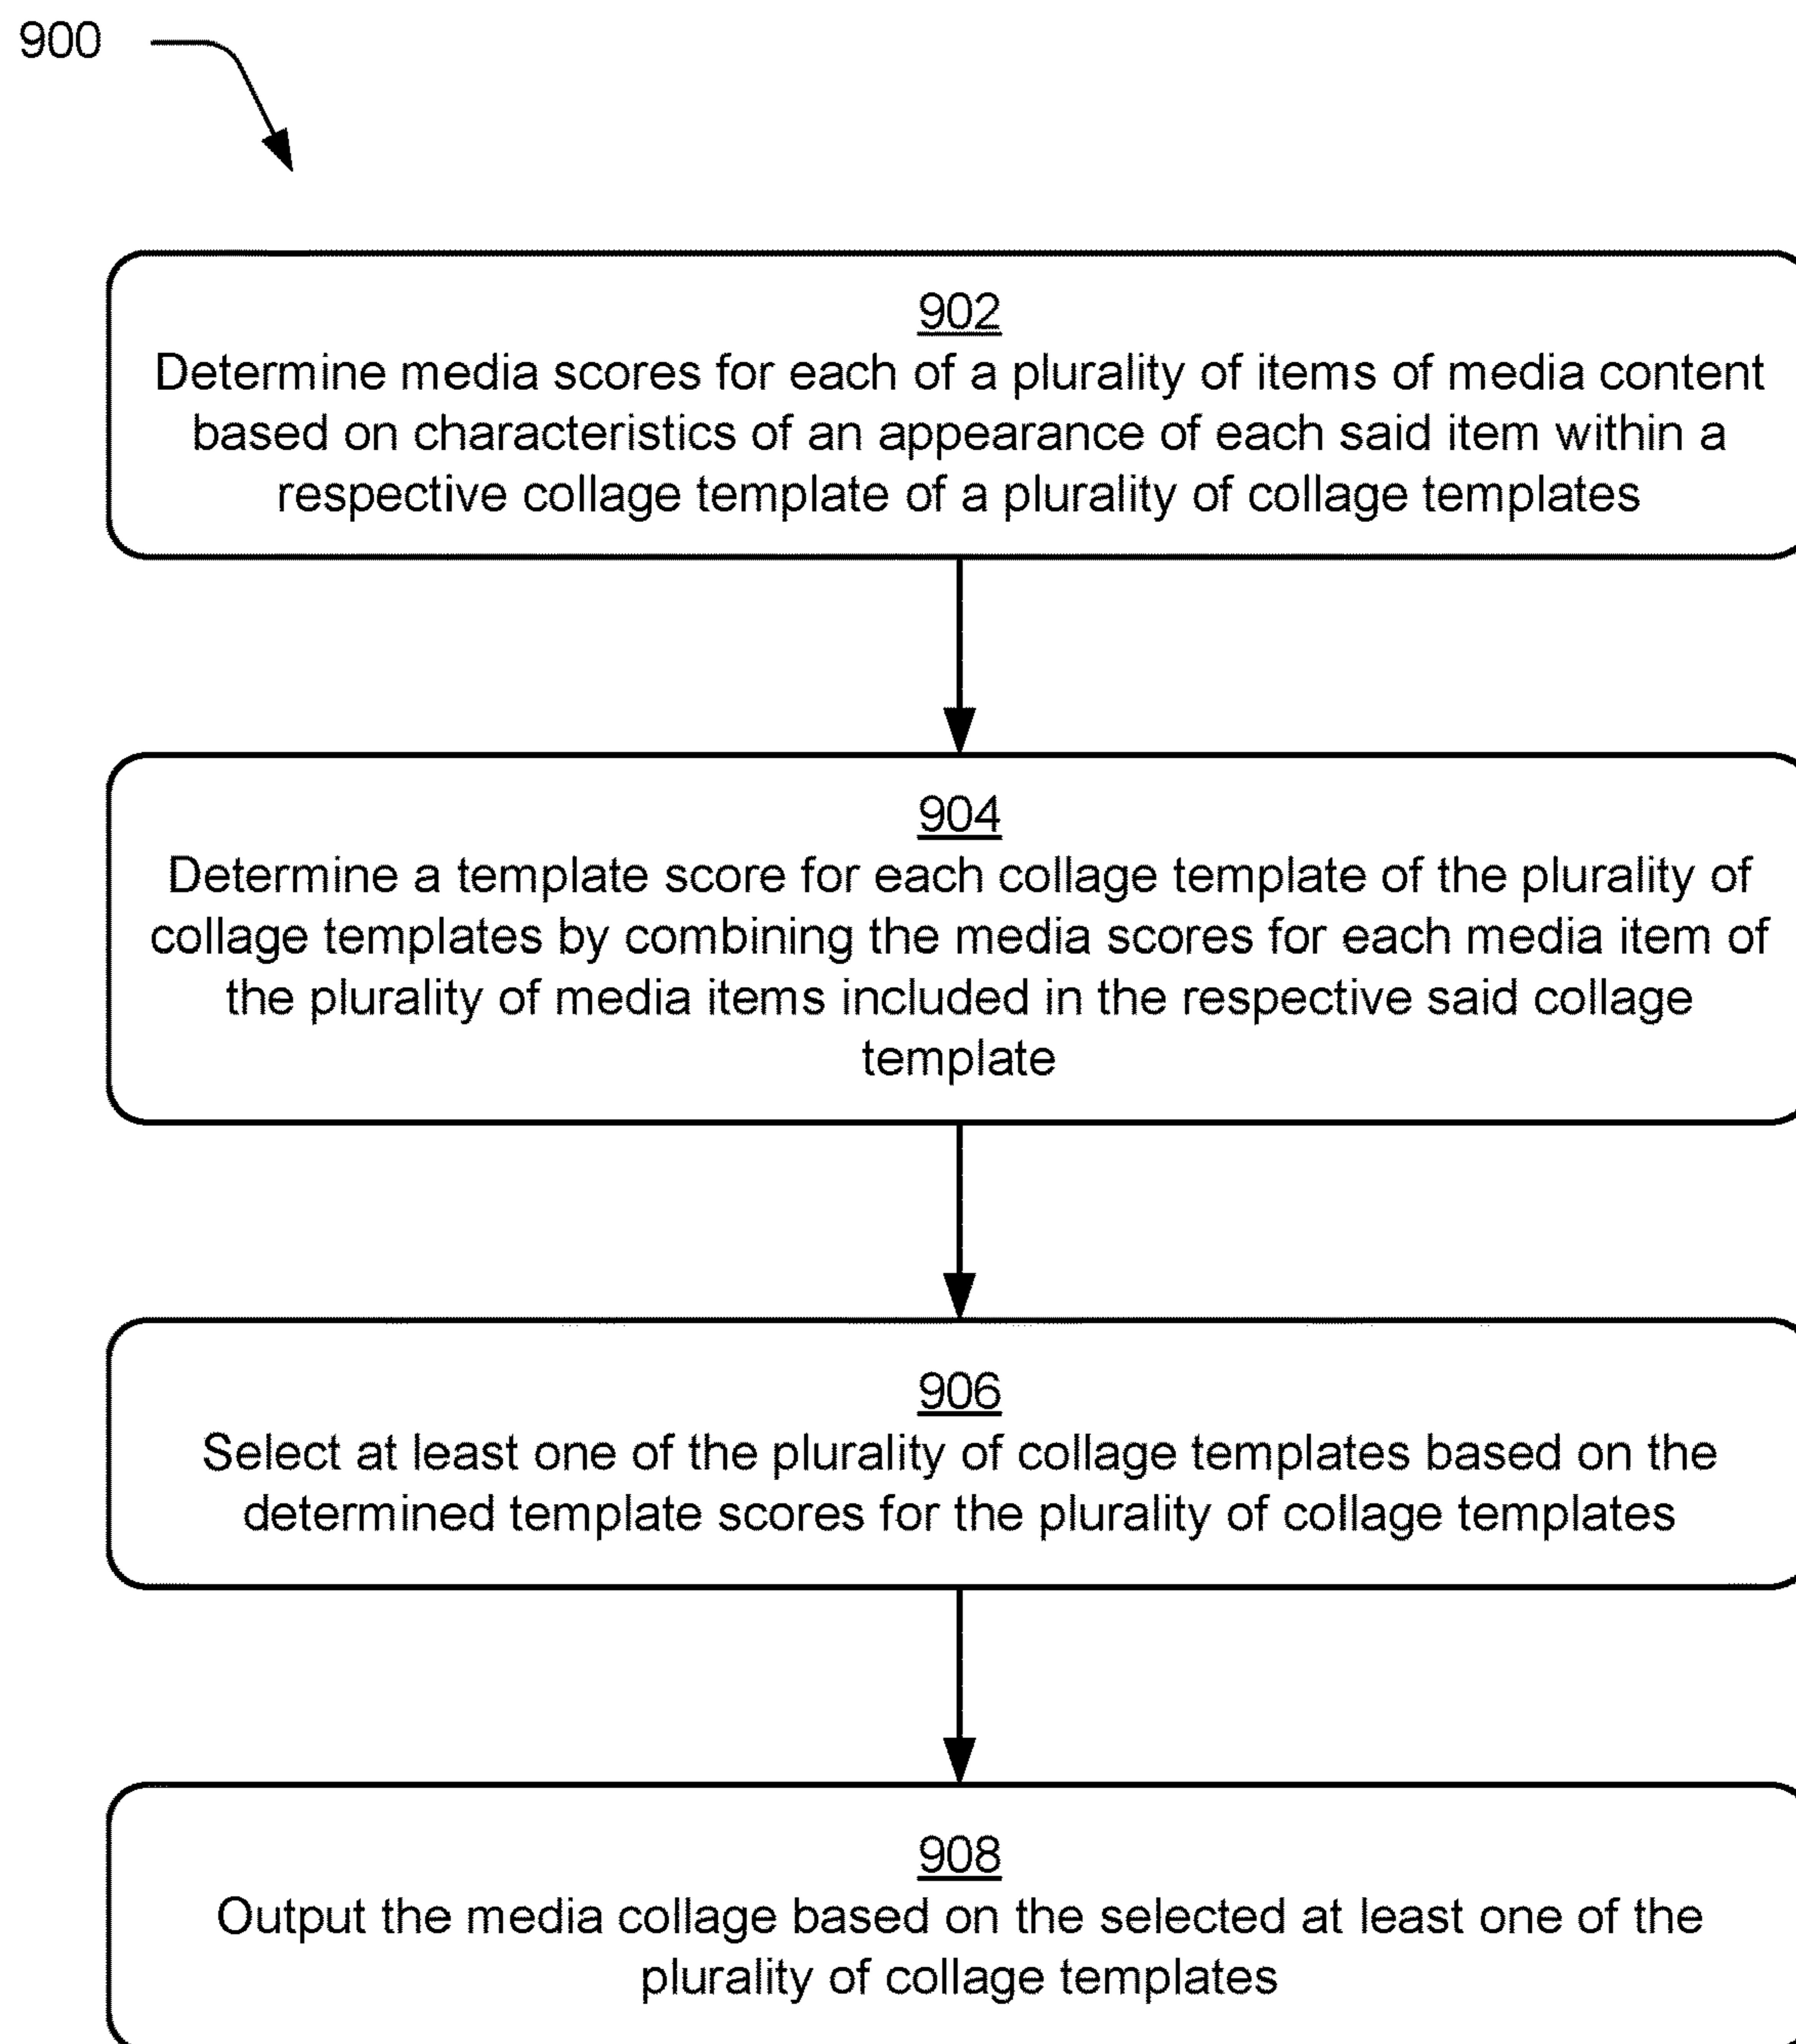 900
902
Determine media scores for each of a plurality of items of media content
based on characteristics of an appearance of each said item within a
respective collage template of a plurality of collage templates
904
Determine a template score for each collage template of the plurality of
collage templates by combining the media scores for each media item of
the plurality of media items included in the respective said collage
template
906
Select at least one of the plurality of collage templates based on the
determined template scores for the plurality of collage templates
908
Output the media collage based on the selected at least one of the
plurality of collage templates